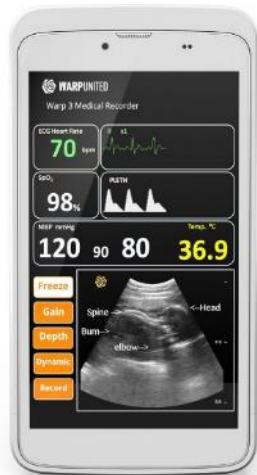 WARPUNITED
Warp 3 Medical Recorder
ECG Heart Rate
70 bpm
x1
SpO₂
98%
PLETH
NIBP mmHg
Temp. °C
120 90 80 36.9
Freeze
Gain
Depth
Dynamic
Record
Spine→
<-Head
Bum→
elbow→